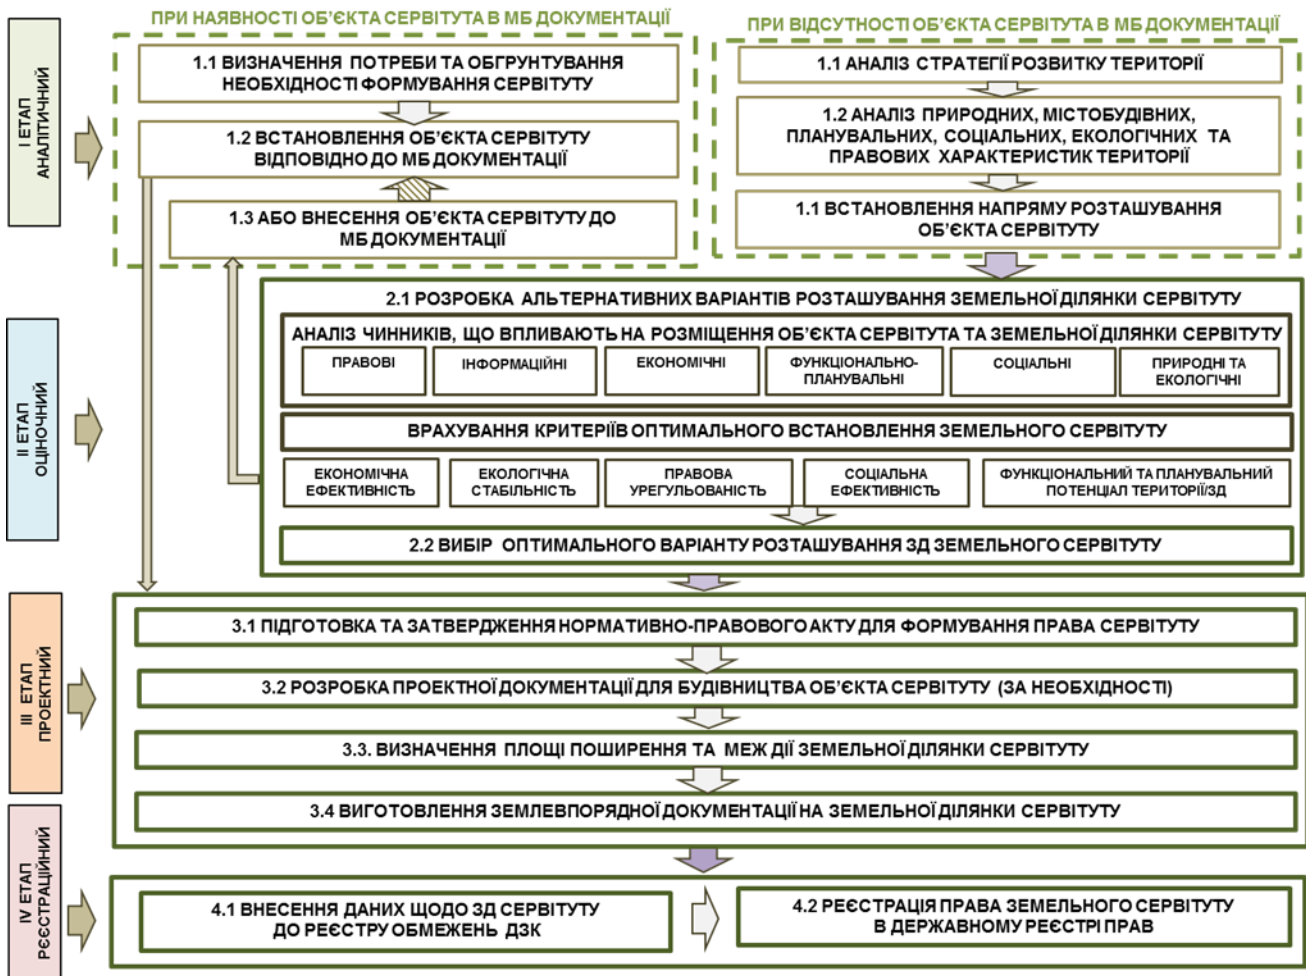 ПРИ НАЯВНОСТІ ОБ’ЄКТА СЕРВІТУТА В МБ ДОКУМЕНТАЦІЇ
ПРИ ВІДСУТНОСТІ ОБ’ЄКТА СЕРВІТУТА В МБ ДОКУМЕНТАЦІЇ
І ЕТАП
АНАЛІТИЧНИЙ
1.1 ВИЗНАЧЕННЯ ПОТРЕБИ ТА ОБГРУНТУВАННЯ
НЕОБХІДНОСТІ ФОРМУВАННЯ СЕРВІТУТУ
1.2 ВСТАНОВЛЕННЯ ОБ’ЄКТА СЕРВІТУТУ
ВІДПОВІДНО ДО МБ ДОКУМЕНТАЦІЇ
1.3 АБО ВНЕСЕННЯ ОБ’ЄКТА СЕРВІТУТУ ДО
МБ ДОКУМЕНТАЦІЇ
1.1 АНАЛІЗ СТРАТЕГІЇ РОЗВИТКУ ТЕРИТОРІЇ
1.2 АНАЛІЗ ПРИРОДНИХ, МІСТОБУДІВНИХ,
ПЛАНУВАЛЬНИХ, СОЦІАЛЬНИХ, ЕКОЛОГІЧНИХ ТА
ПРАВОВИХ ХАРАКТЕРИСТИК ТЕРИТОРІЇ
1.1 ВСТАНОВЛЕННЯ НАПРЯМУ РОЗТАШУВАННЯ
ОБ’ЄКТА СЕРВІТУТУ
ІІ ЕТАП
ОЦІНОЧНИЙ
2.1 РОЗРОБКА АЛЬТЕРНАТИВНИХ ВАРІАНТІВ РОЗТАШУВАННЯ ЗЕМЕЛЬНОЇ ДІЛЯНКИ СЕРВІТУТУ
АНАЛІЗ ЧИННИКІВ, ЩО ВПЛИВАЮТЬ НА РОЗМІЩЕННЯ ОБ’ЄКТА СЕРВІТУТА ТА ЗЕМЕЛЬНОЇ ДІЛЯНКИ СЕРВІТУТУ
ПРАВОВІ
ІНФОРМАЦІЙНІ
ЕКОНОМІЧНІ
ФУНКЦІОНАЛЬНО-
ПЛАНУВАЛЬНІ
СОЦІАЛЬНІ
ПРИРОДНІ ТА
ЕКОЛОГІЧНІ
ВРАХУВАННЯ КРИТЕРІЇВ ОПТИМАЛЬНОГО ВСТАНОВЛЕННЯ ЗЕМЕЛЬНОГО СЕРВІТУТУ
ЕКОНОМІЧНА
ЕФЕКТИВНІСТЬ
ЕКОЛОГІЧНА
СТАБІЛЬНІСТЬ
ПРАВОВА
УРЕГУЛЬОВАНІСТЬ
СОЦІАЛЬНА
ЕФЕКТИВНІСТЬ
ФУНКЦІОНАЛЬНИЙ ТА ПЛАНУВАЛЬНИЙ
ПОТЕНЦІАЛ ТЕРИТОРІЇ/ЗД
2.2 ВИБІР ОПТИМАЛЬНОГО ВАРІАНТУ РОЗТАШУВАННЯ ЗД ЗЕМЕЛЬНОГО СЕРВІТУТУ
ІІІ ЕТАП
ПРОЕКТНИЙ
3.1 ПІДГОТОВКА ТА ЗАТВЕРДЖЕННЯ НОРМАТИВНО-ПРАВОВОГО АКТУ ДЛЯ ФОРМУВАННЯ ПРАВА СЕРВІТУТУ
3.2 РОЗРОБКА ПРОЕКТНОЇ ДОКУМЕНТАЦІЇ ДЛЯ БУДІВНИЦТВА ОБ’ЄКТА СЕРВІТУТУ (ЗА НЕОБХІДНОСТІ)
3.3. ВИЗНАЧЕННЯ ПЛОЩІ ПОШИРЕННЯ ТА МЕЖ ДІЇ ЗЕМЕЛЬНОЇ ДІЛЯНКИ СЕРВІТУТУ
3.4 ВИГОТОВЛЕННЯ ЗЕМЛЕВПОРЯДНОЇ ДОКУМЕНТАЦІЇ НА ЗЕМЕЛЬНОЇ ДІЛЯНКИ СЕРВІТУТУ
IV ЕТАП
РЕЄСТРАЦІЙНИЙ
4.1 ВНЕСЕННЯ ДАНИХ ЩОДО ЗД СЕРВІТУТУ
ДО РЕЄСТРУ ОБМЕЖЕНЬ ДЗК
4.2 РЕЄСТРАЦІЯ ПРАВА ЗЕМЕЛЬНОГО СЕРВІТУТУ
В ДЕРЖАВНОМУ РЕЄСТРІ ПРАВ